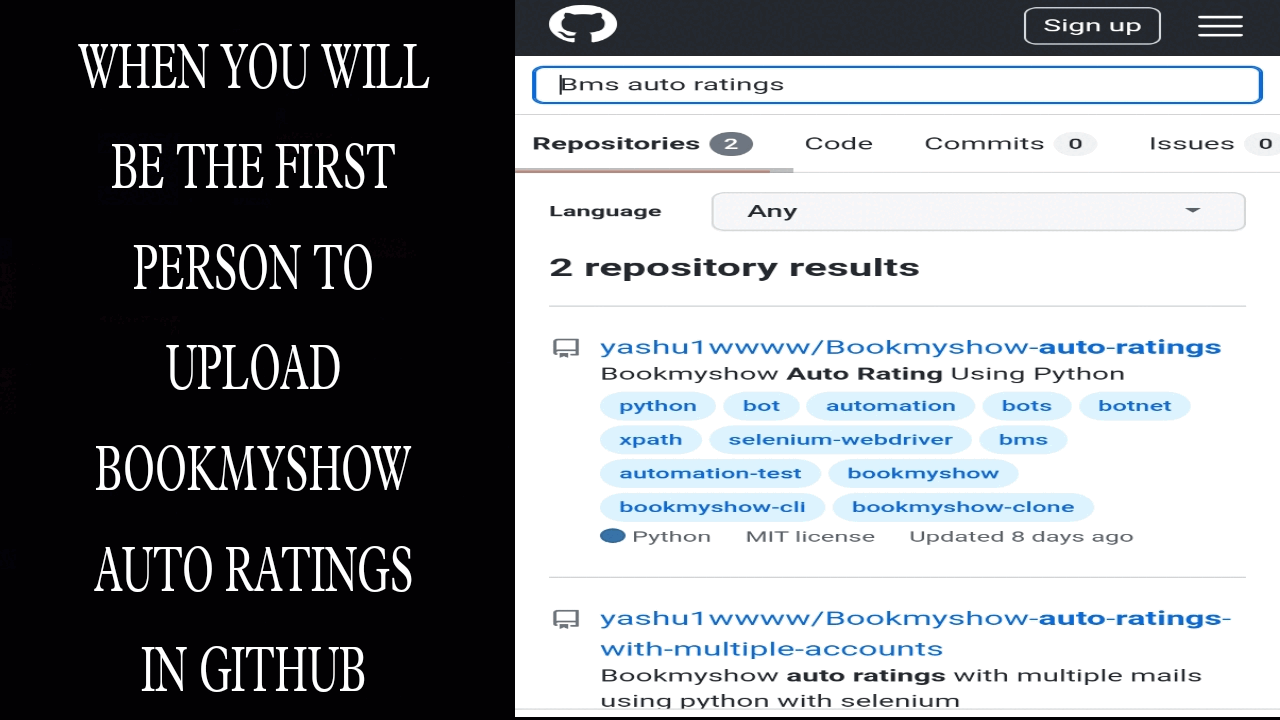 WHEN YOU WILL
BE THE FIRST
PERSON TO
UPLOAD
BOOKMYSHOW
AUTO RATINGS
IN GITHUB
Sign up
Bms auto ratings
Repositories 2 Code Commits 0 Issues 0
Language Any
2 repository results
yashu1wwww/Bookmyshow-auto-ratings
Bookmyshow Auto Rating Using Python
python bot automation bots botnet
xpath selenium-webdriver bms
automation-test bookmyshow
bookmyshow-cli bookmyshow-clone
Python MIT license Updated 8 days ago
yashu1wwww/Bookmyshow-auto-ratings-
with-multiple-accounts
Bookmyshow auto ratings with multiple mails
using python with selenium